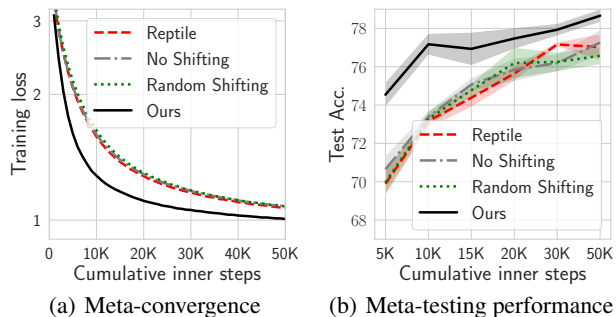 3
2
1
Training loss
Reptile
No Shifting
Random Shifting
Ours
0 10K 20K 30K 40K 50K
Cumulative inner steps
(a) Meta-convergence
78
76
74
72
70
68
Test Acc.
Reptile
No Shifting
Random Shifting
Ours
5K 10K 15K 20K 30K 50K
Cumulative inner steps
(b) Meta-testing performance